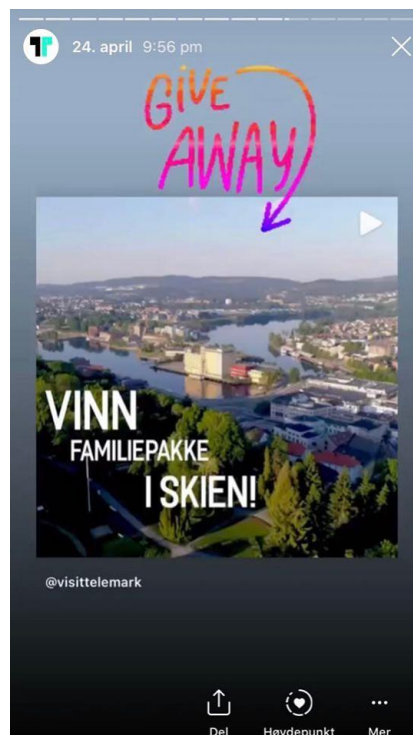 24. april 9:56 pm
GiVE
AWAY
VINN
FAMILIEPAKKE
I SKIEN!
@visittelemark
Del Høydepunkt Mer